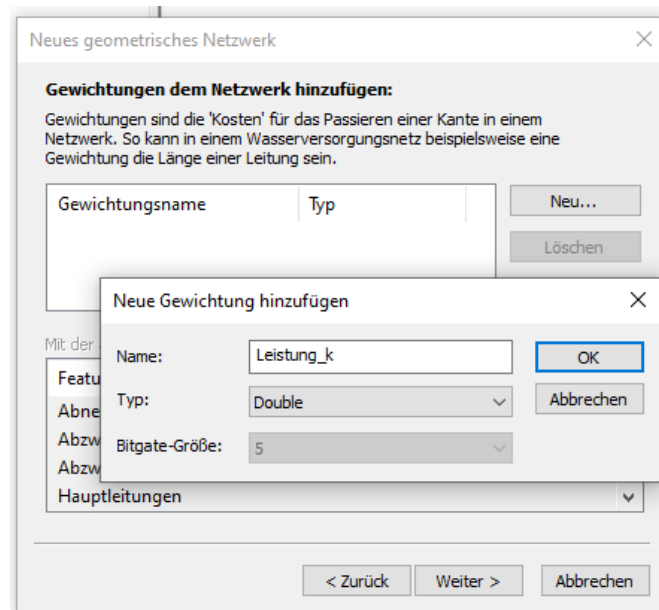 Neues geometrisches Netzwerk
Gewichtungen dem Netzwerk hinzufügen:
Gewichtungen sind die 'Kosten' für das Passieren einer Kante in einem
Netzwerk. So kann in einem Wasserversorgungsnetz beispielsweise eine
Gewichtung die Länge einer Leitung sein.
Gewichtungsname Typ
Neu...
Löschen
Neue Gewichtung hinzufügen
Name: Leistung_k OK
Typ: Double Abbrechen
Bitgate-Größe: 5
Mit der
Featu
Abne
Abzw
Abzw
Hauptleitungen
< Zurück Weiter > Abbrechen